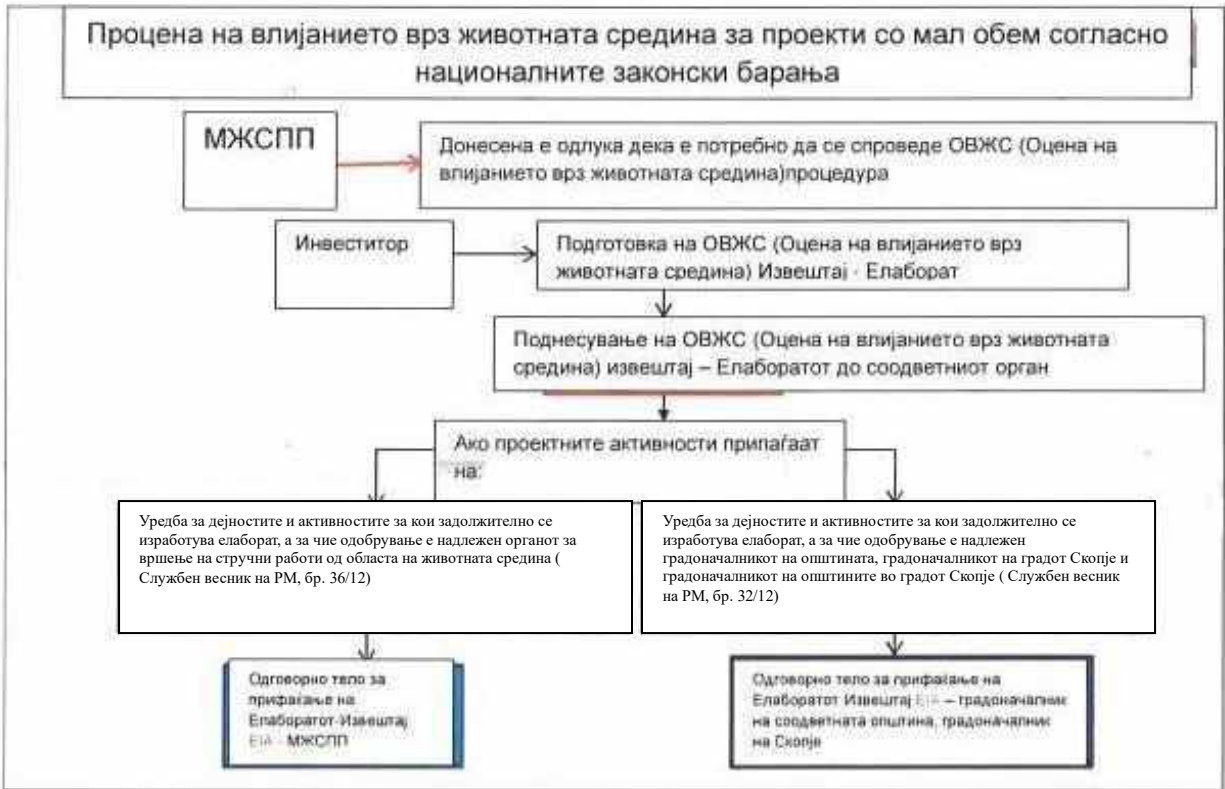 Процена на влијанието врз животната средина за проекти со мал обем согласно
националните законски барања
МЖСПП
Донесена е одлука дека е потребно да се спроведе ОВЖС (Оцена на
влијанието врз животната средина)процедура
Инвеститор
Подготовка на ОВЖС (Оцена на влијанието врз
животната средина) Извештај - Елаборат
Поднесување на ОВЖС (Оцена на влијанието врз животната
средина) извештај – Елаборатот до соодветниот орган
Ако проектните активности припаѓаат
на:
Уредба за дејностите и активностите за кои задолжително се
изработува елаборат, а за чие одобрување е надлежен органот за
вршење на стручни работи од областа на животната средина (
Службен весник на РМ, бр. 36/12)
Уредба за дејностите и активностите за кои задолжително се
изработува елаборат, а за чие одобрување е надлежен
градоначалникот на општината, градоначалникот на градот Скопје и
градоначалникот на општините во градот Скопје ( Службен весник
на РМ, бр. 32/12)
Одговорно тело за
прифаќање на
Елаборатот-Извештај
EIA - МЖСПП
Одговорно тело за прифаќање на
Елаборатот Извештај EIA – градоначалник
на соодветната општина, градоначалник
на Скопје